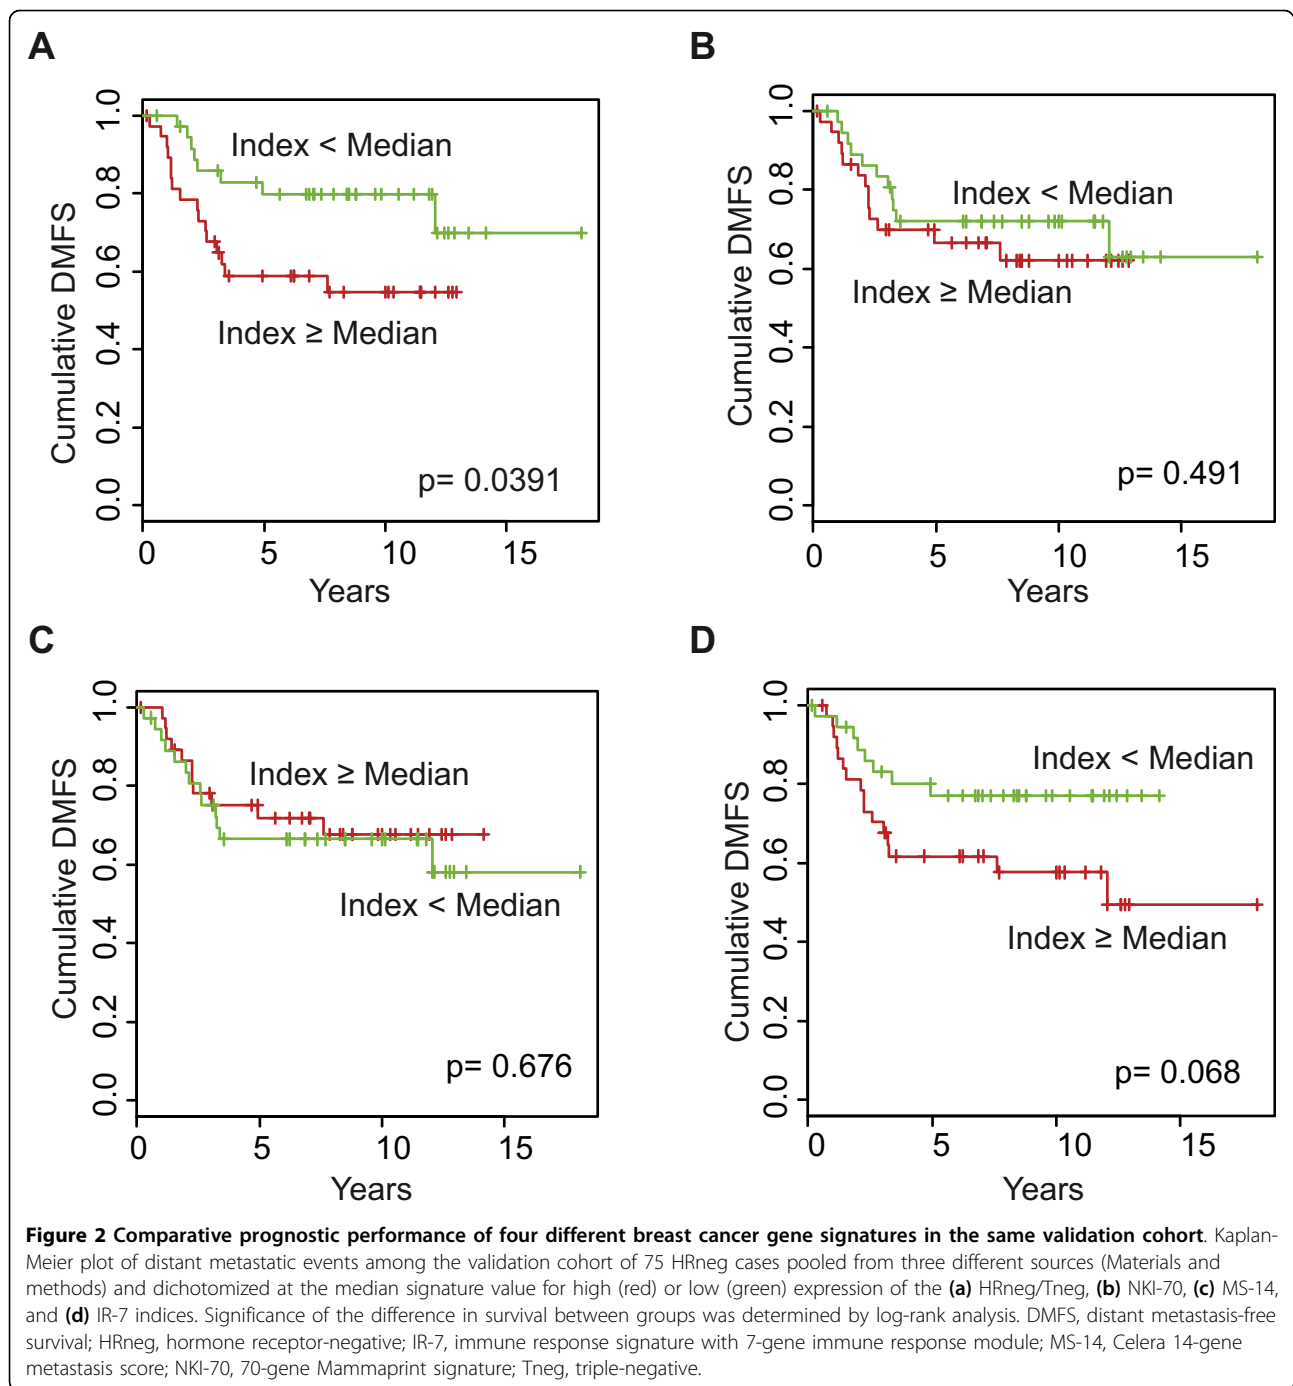 A
Cumulative DMFS
1.0
0.8
0.6
0.4
0.2
0.0
Index < Median
Index ≥ Median
p= 0.0391
0 5 10 15
Years
B
Cumulative DMFS
1.0
0.8
0.6
0.4
0.2
0.0
Index < Median
Index ≥ Median
p= 0.491
0 5 10 15
Years
C
Cumulative DMFS
1.0
0.8
0.6
0.4
0.2
0.0
Index ≥ Median
Index < Median
p= 0.676
0 5 10 15
Years
D
Cumulative DMFS
1.0
0.8
0.6
0.4
0.2
0.0
Index < Median
Index ≥ Median
p= 0.068
0 5 10 15
Years
Figure 2 Comparative prognostic performance of four different breast cancer gene signatures in the same validation cohort. Kaplan-
Meier plot of distant metastatic events among the validation cohort of 75 HRneg cases pooled from three different sources (Materials and
methods) and dichotomized at the median signature value for high (red) or low (green) expression of the (a) HRneg/Tneg, (b) NKI-70, (c) MS-14,
and (d) IR-7 indices. Significance of the difference in survival between groups was determined by log-rank analysis. DMFS, distant metastasis-free
survival; HRneg, hormone receptor-negative; IR-7, immune response signature with 7-gene immune response module; MS-14, Celera 14-gene
metastasis score; NKI-70, 70-gene Mammaprint signature; Tneg, triple-negative.